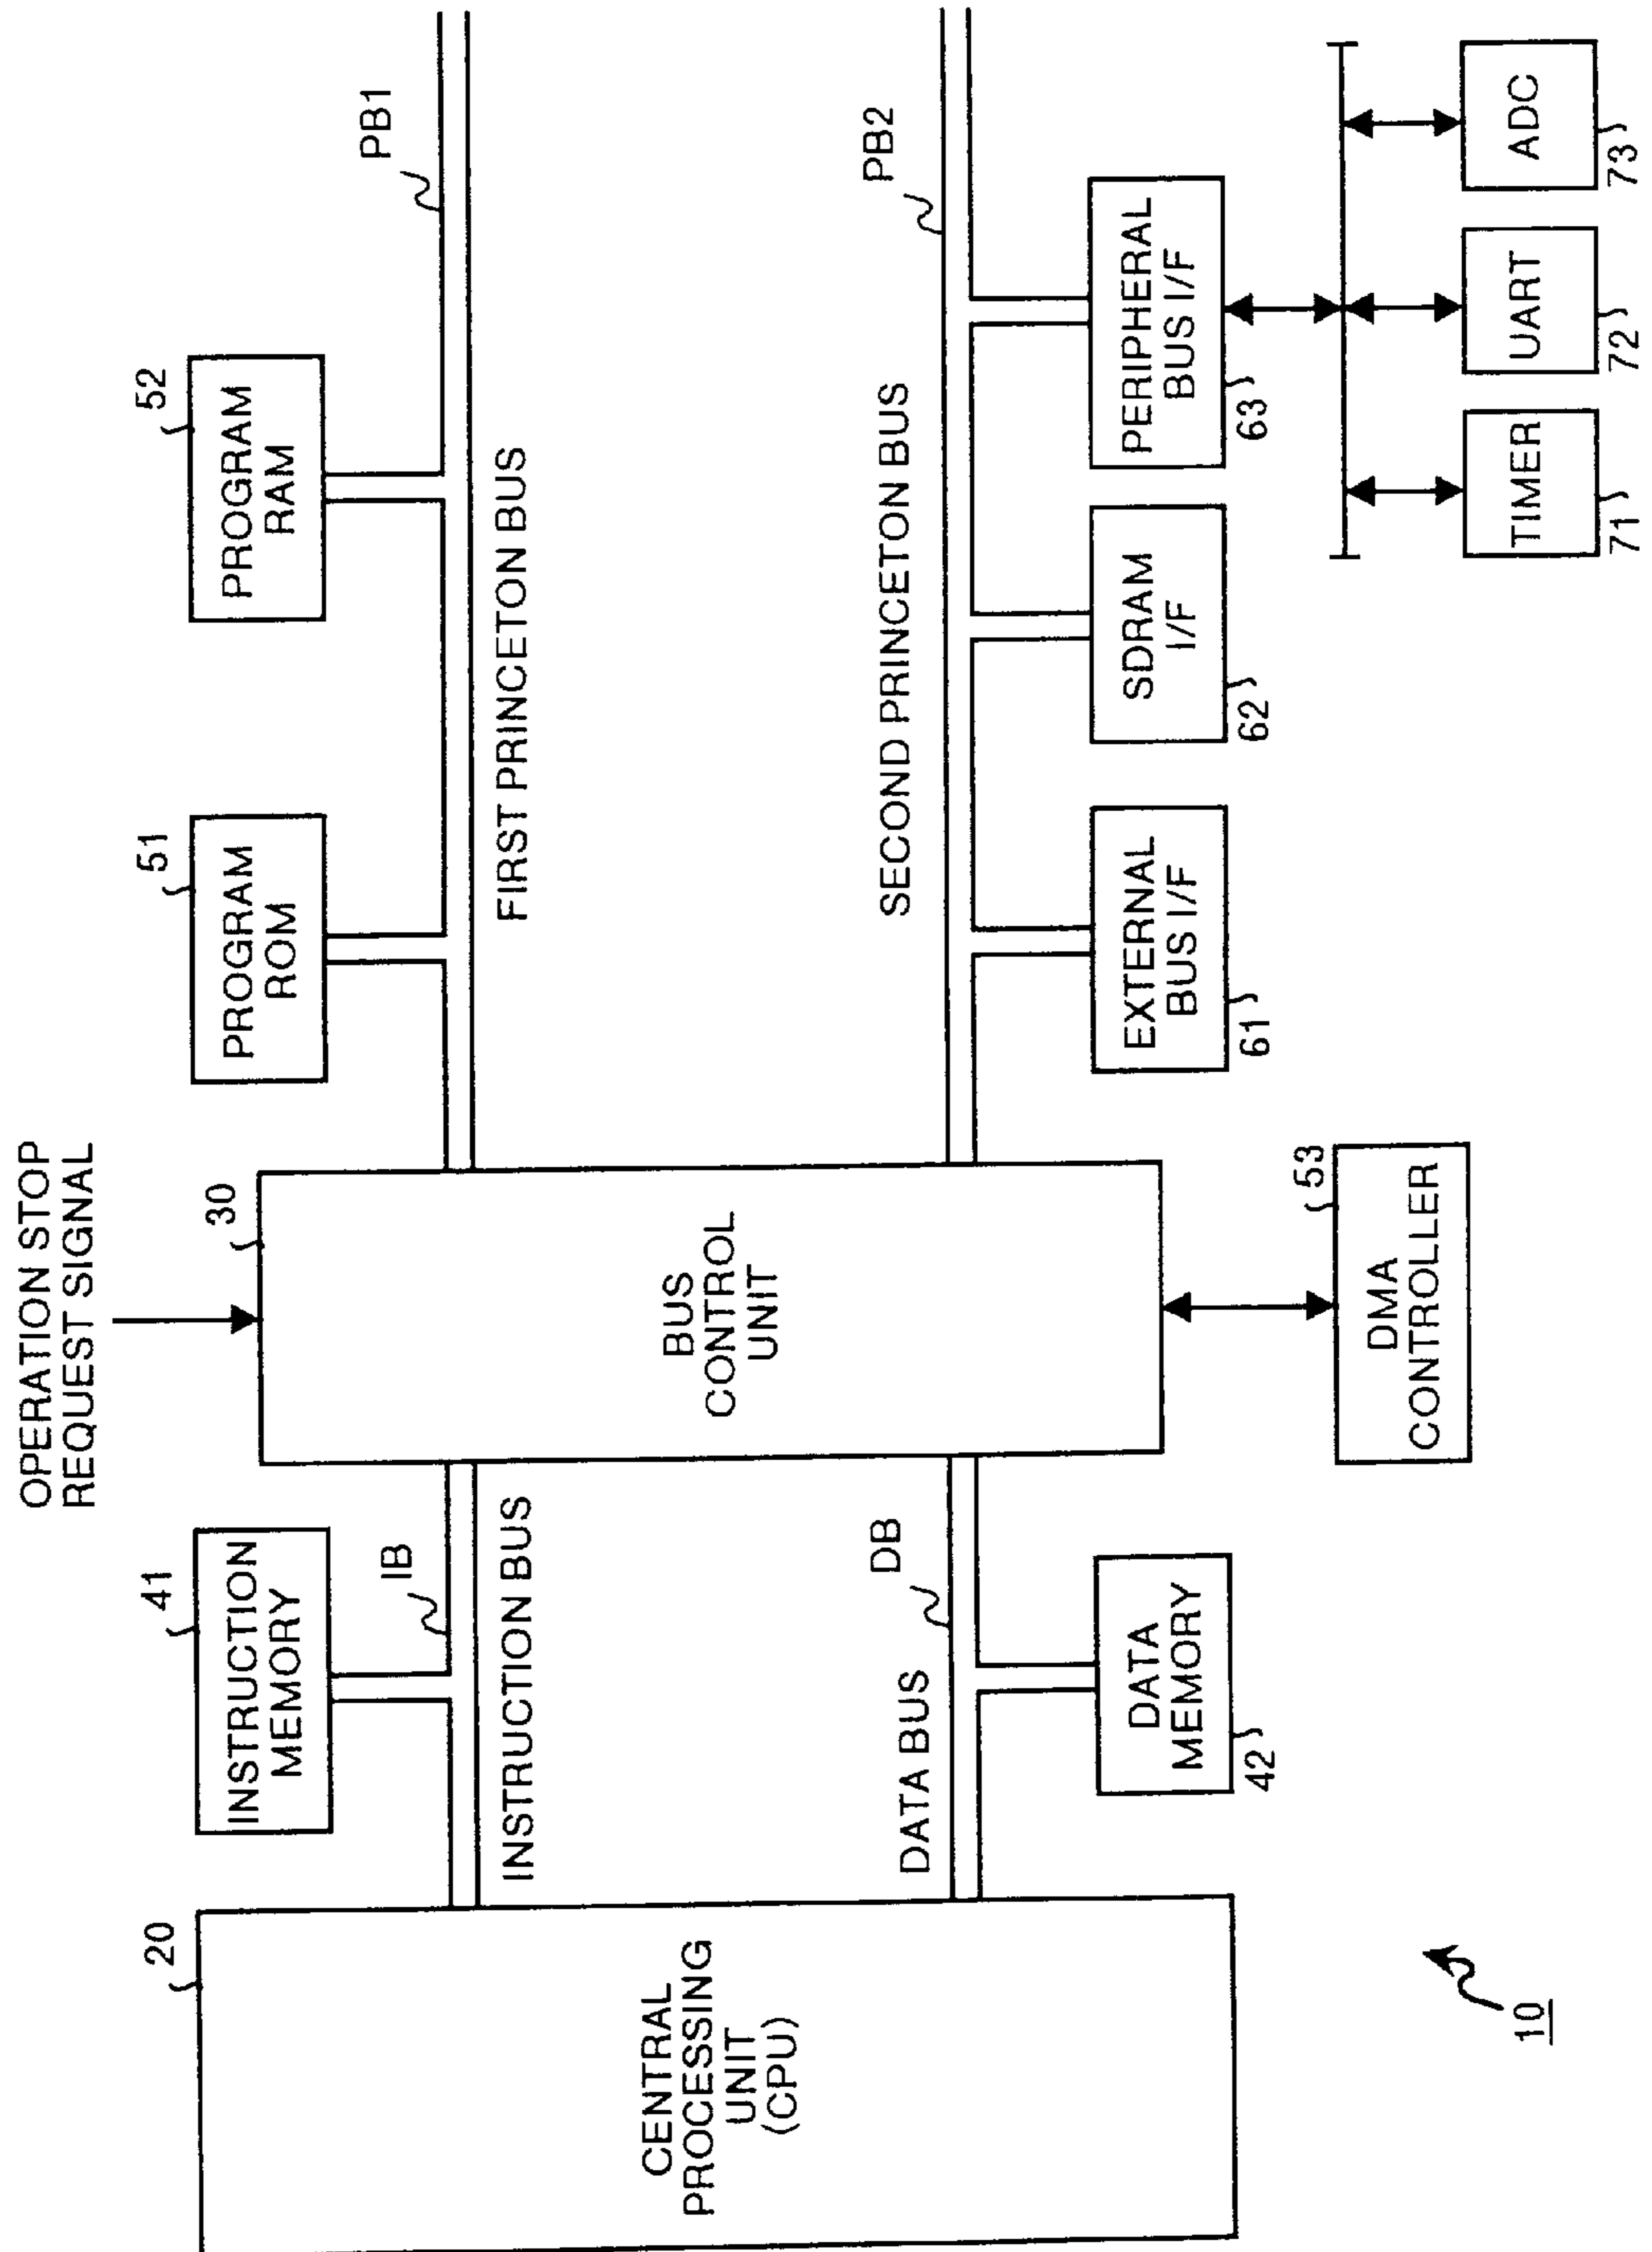 OPERATION STOP
REQUEST SIGNAL
20
CENTRAL
PROCESSING
UNIT
(CPU)
41
INSTRUCTION
MEMORY
IB
INSTRUCTION BUS
DATA BUS
DB
DATA
MEMORY
42
30
BUS
CONTROL
UNIT
53
DMA
CONTROLLER
51
PROGRAM
ROM
52
PROGRAM
RAM
PB1
FIRST PRINCETON BUS
SECOND PRINCETON BUS
PB2
EXTERNAL
BUS I/F
61
SDRAM
I/F
62
PERIPHERAL
BUS I/F
63
TIMER
71
UART
72
ADC
73
10